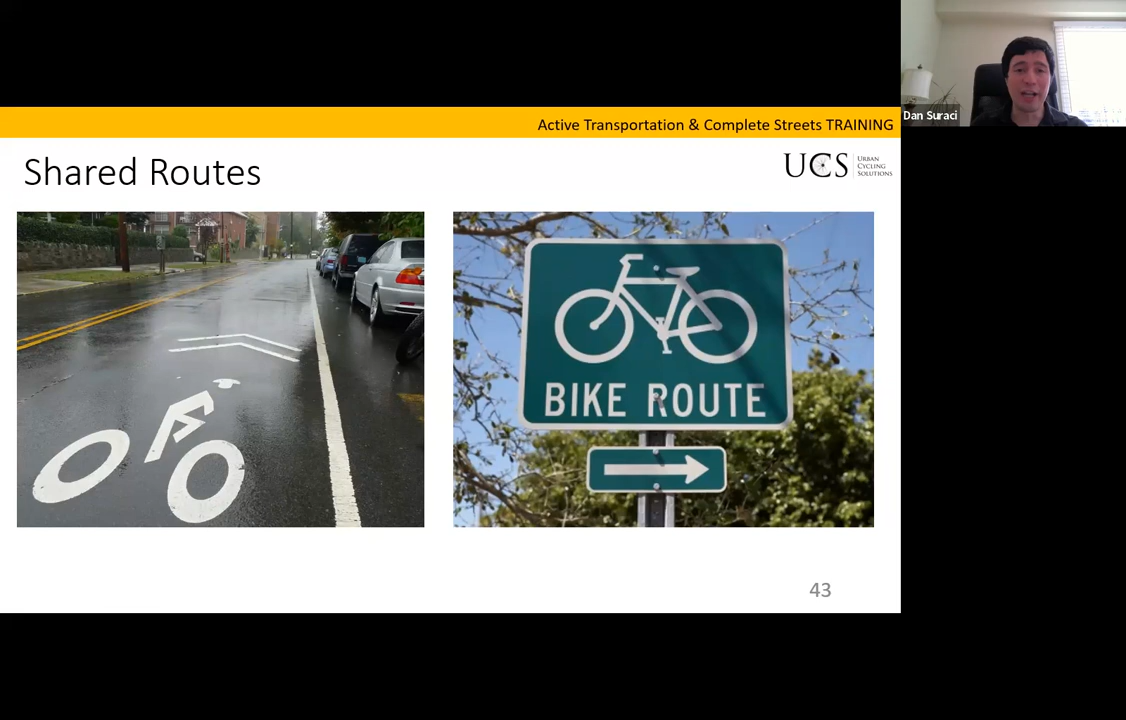 Active Transportation & Complete Streets TRAINING
Dan Suraci
Shared Routes
UCS
URBAN
CYCLING
SOLUTIONS
BIKE ROUTE
43